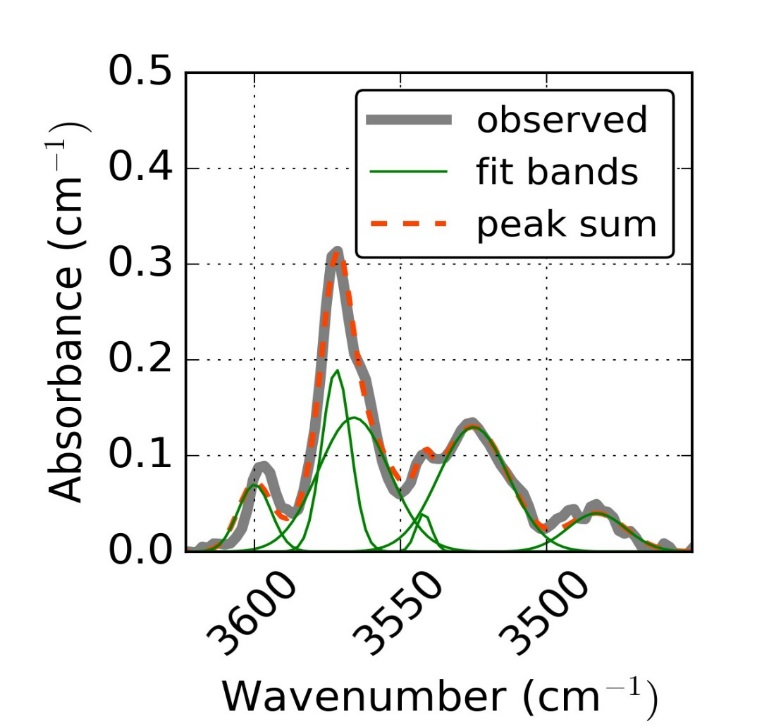 0.5
0.4
0.3
0.2
0.1
0.0
Absorbance (cm⁻¹)
observed
fit bands
peak sum
3600
3550
3500
Wavenumber (cm⁻¹)